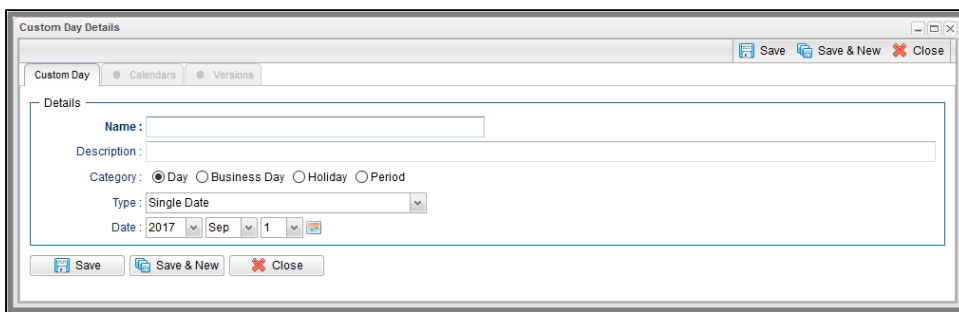 Custom Day Details
Save Save & New Close
Custom Day Calendars Versions
Details
Name :
Description :
Category : Day Business Day Holiday Period
Type : Single Date
Date : 2017 Sep 1
Save Save & New Close